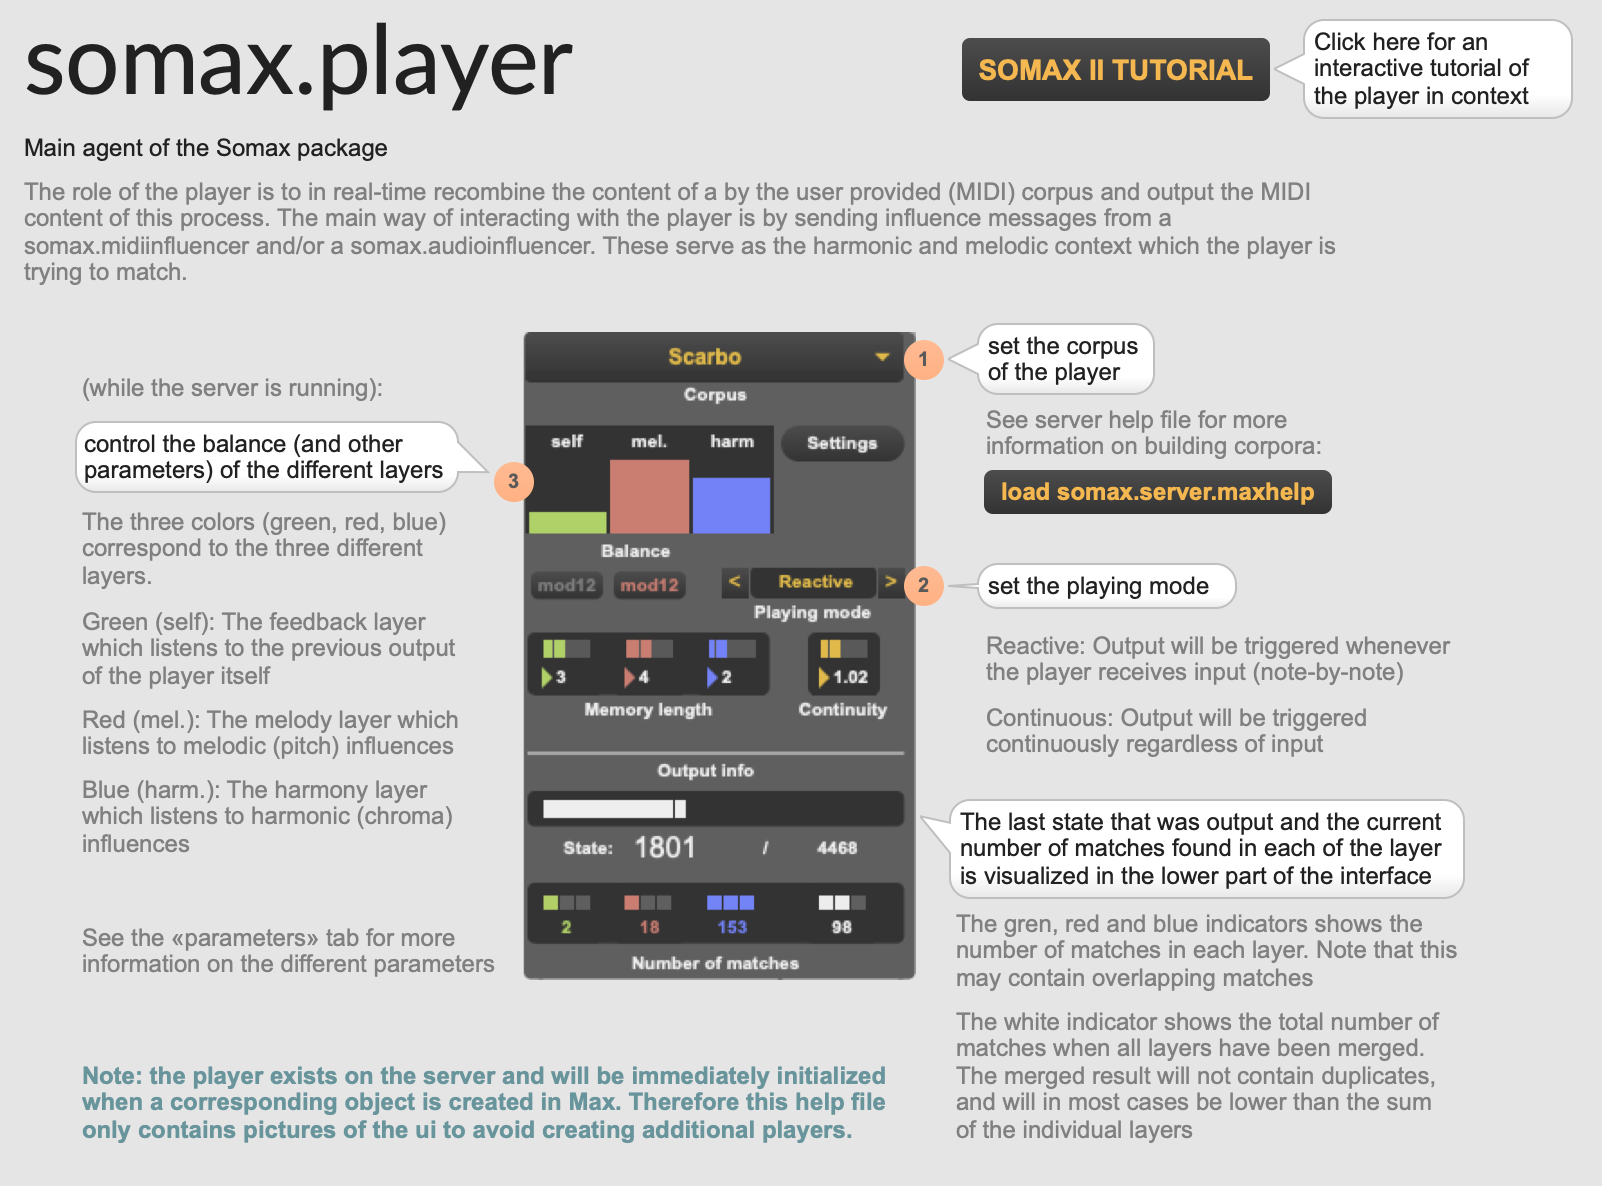 somax.player
SOMAX II TUTORIAL
Click here for an
interactive tutorial of
the player in context
Main agent of the Somax package
The role of the player is to in real-time recombine the content of a by the user provided (MIDI) corpus and output the MIDI
content of this process. The main way of interacting with the player is by sending influence messages from a
somax.midiinfluencer and/or a somax.audioinfluencer. These serve as the harmonic and melodic context which the player is
trying to match.
(while the server is running):
control the balance (and other
parameters) of the different layers
3
The three colors (green, red, blue)
correspond to the three different
layers.
Green (self): The feedback layer
which listens to the previous output
of the player itself
Red (mel.): The melody layer which
listens to melodic (pitch) influences
Blue (harm.): The harmony layer
which listens to harmonic (chroma)
influences
See the «parameters» tab for more
information on the different parameters
Scarbo
Corpus
self mel. harm
Settings
Balance
mod12 mod12
< Reactive >
Playing mode
3 4 2 1.02
Memory length Continuity
Output info
State: 1801 / 4468
2 18 153 98
Number of matches
1
set the corpus
of the player
See server help file for more
information on building corpora:
load somax.server.maxhelp
2
set the playing mode
Reactive: Output will be triggered whenever
the player receives input (note-by-note)
Continuous: Output will be triggered
continuously regardless of input
The last state that was output and the current
number of matches found in each of the layer
is visualized in the lower part of the interface
The gren, red and blue indicators shows the
number of matches in each layer. Note that this
may contain overlapping matches
The white indicator shows the total number of
matches when all layers have been merged.
The merged result will not contain duplicates,
and will in most cases be lower than the sum
of the individual layers
Note: the player exists on the server and will be immediately initialized
when a corresponding object is created in Max. Therefore this help file
only contains pictures of the ui to avoid creating additional players.